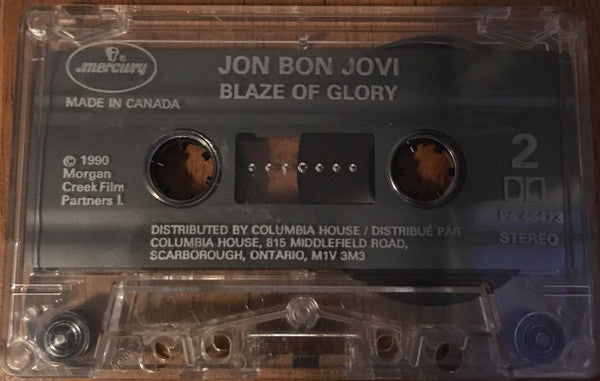 mercury
MADE IN CANADA
JON BON JOVI
BLAZE OF GLORY
© 1990
Morgan
Creek Film
Partners I.
2
STEREO
DISTRIBUTED BY COLUMBIA HOUSE / DISTRIBUÉ PAR
COLUMBIA HOUSE, 815 MIDDLEFIELD ROAD,
SCARBOROUGH, ONTARIO, M1V 3M3